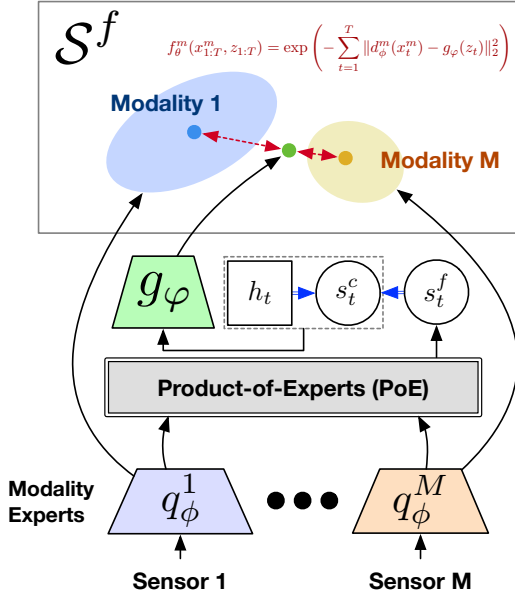 𝒮^f
f_θ^m(x_{1:T}^m, z_{1:T}) = exp(−∑_{t=1}^T ‖d_ϕ^m(x_t^m) − g_φ(z_t)‖_2^2)
Modality 1
Modality M
g_φ
h_t
s_t^c
s_t^f
Product-of-Experts (PoE)
Modality
Experts
q_ϕ^1
q_ϕ^M
Sensor 1
Sensor M